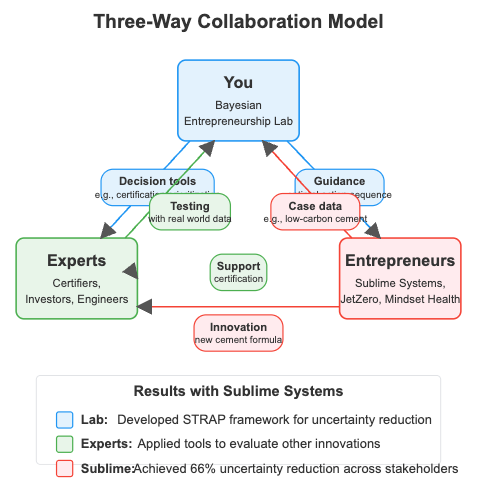 Three-Way Collaboration Model
You
Bayesian
Entrepreneurship Lab
Decision tools
e.g., certification
Guidance
sequence
Testing
with real world data
Case data
e.g., low-carbon cement
Experts
Certifiers,
Investors, Engineers
Support
certification
Entrepreneurs
Sublime Systems,
JetZero, Mindset Health
Innovation
new cement formula
Results with Sublime Systems
Lab: Developed STRAP framework for uncertainty reduction
Experts: Applied tools to evaluate other innovations
Sublime: Achieved 66% uncertainty reduction across stakeholders